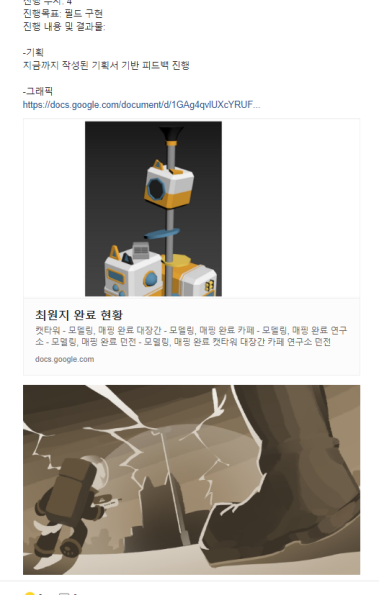 진행 주차: 4
진행목표: 필드 구현
진행 내용 및 결과물:
-기획
지금까지 작성된 기획서 기반 피드백 진행
-그래픽
https://docs.google.com/document/d/1GAg4qvlUXcYRUF...
최원지 완료 현황
캣타워 - 모델링, 매핑 완료 대장간 - 모델링, 매핑 완료 카페 - 모델링, 매핑 완료 연구
소 - 모델링, 매핑 완료 던전 - 모델링, 매핑 완료 캣타워 대장간 카페 연구소 던전
docs.google.com